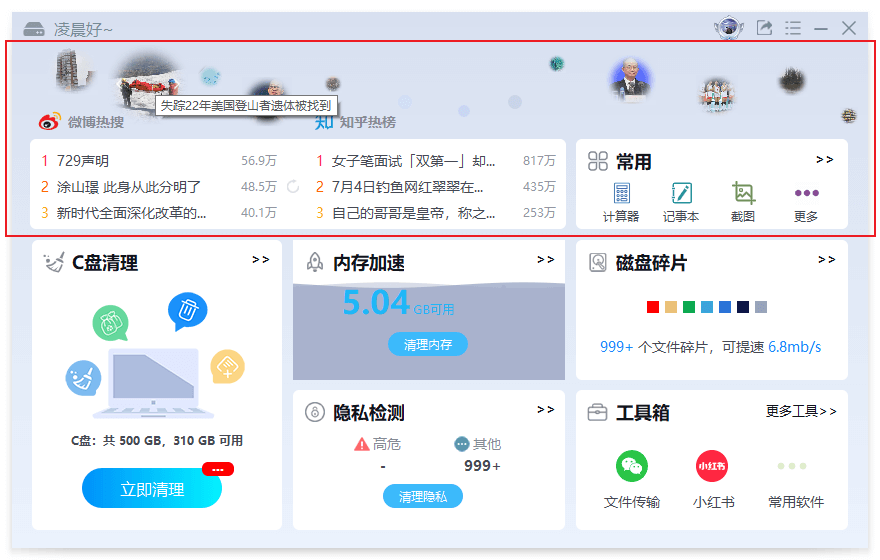 凌晨好~
失踪22年美国登山者遗体被找到
微博热搜
知 知乎热榜
1 729声明 56.9万
2 涂山璟 此身从此分明了 48.5万
3 新时代全面深化改革的... 40.1万
1 女子笔面试「双第一」却... 817万
2 7月4日钓鱼网红翠翠在... 435万
3 自己的哥哥是皇帝，称之... 253万
常用 >>
计算器 记事本 截图 更多
C盘清理 >>
C盘：共 500 GB，310 GB 可用
---
立即清理
内存加速 >>
5.04 GB可用
清理内存
磁盘碎片 >>
999+ 个文件碎片，可提速 6.8mb/s
隐私检测 >>
高危 其他
- 999+
清理隐私
工具箱 更多工具>>
小红书
文件传输 小红书 常用软件